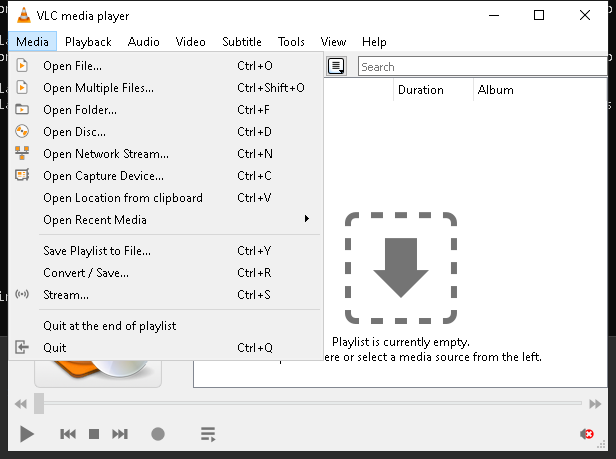 VLC media player
Media Playback Audio Video Subtitle Tools View Help
Open File... Ctrl+O
Open Multiple Files... Ctrl+Shift+O
Open Folder... Ctrl+F
Open Disc... Ctrl+D
Open Network Stream... Ctrl+N
Open Capture Device... Ctrl+C
Open Location from clipboard Ctrl+V
Open Recent Media
Save Playlist to File... Ctrl+Y
Convert / Save... Ctrl+R
Stream... Ctrl+S
Quit at the end of playlist
Quit Ctrl+Q
Search
Duration Album
Playlist is currently empty.
ere or select a media source from the left.